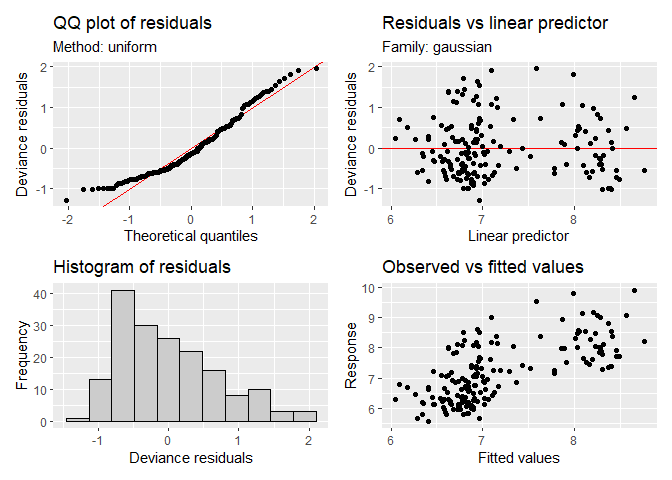 QQ plot of residuals
Method: uniform
Deviance residuals
2
1
0
-1
-2
-1
0
1
2
Theoretical quantiles
Residuals vs linear predictor
Family: gaussian
Deviance residuals
2
1
0
-1
6
7
8
Linear predictor
Histogram of residuals
Frequency
40
30
20
10
0
-1
0
1
2
Deviance residuals
Observed vs fitted values
Response
10
9
8
7
6
6
7
8
Fitted values